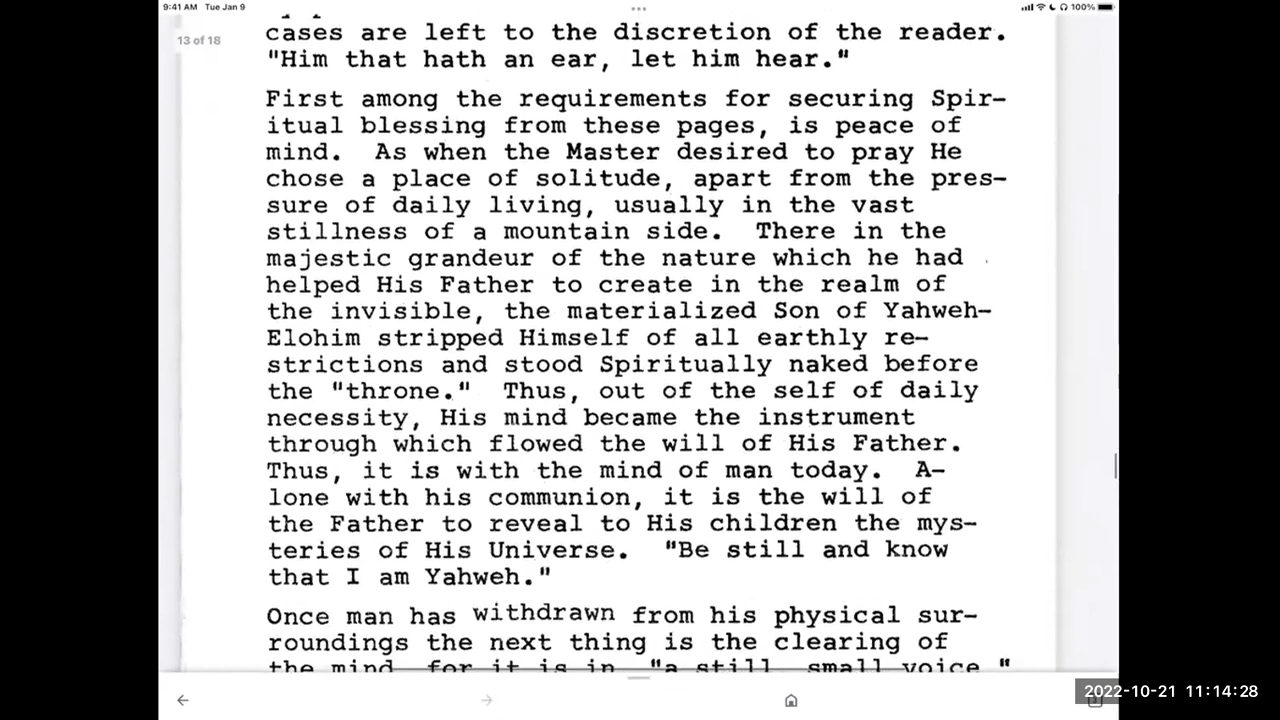 9:41 AM Tue Jan 9
100%
13 of 18
cases are left to the discretion of the reader.
"Him that hath an ear, let him hear."
First among the requirements for securing Spir-
itual blessing from these pages, is peace of
mind. As when the Master desired to pray He
chose a place of solitude, apart from the pres-
sure of daily living, usually in the vast
stillness of a mountain side. There in the
majestic grandeur of the nature which he had
helped His Father to create in the realm of
the invisible, the materialized Son of Yahweh-
Elohim stripped Himself of all earthly re-
strictions and stood Spiritually naked before
the "throne." Thus, out of the self of daily
necessity, His mind became the instrument
through which flowed the will of His Father.
Thus, it is with the mind of man today. A-
lone with his communion, it is the will of
the Father to reveal to His children the mys-
teries of His Universe. "Be still and know
that I am Yahweh."
Once man has withdrawn from his physical sur-
roundings the next thing is the clearing of
the mind for it is in "a still small voice "
2022-10-21 11:14:28